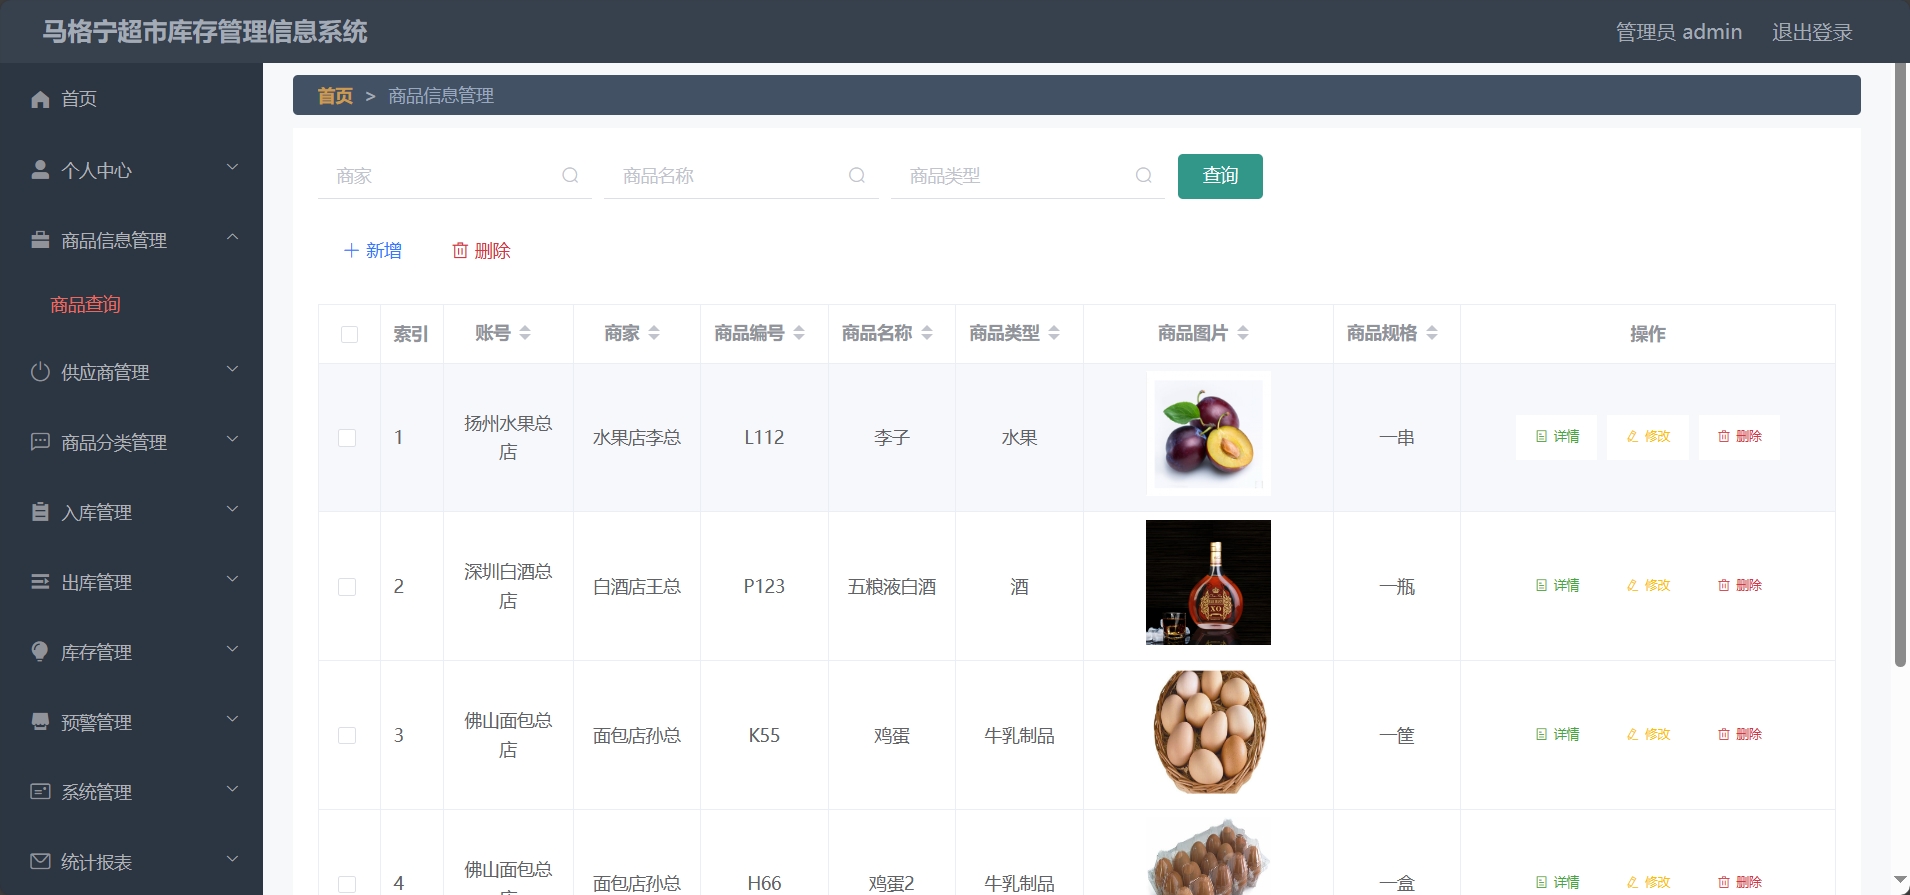 马格宁超市库存管理信息系统
管理员 admin 退出登录
首页
个人中心
商品信息管理
商品查询
供应商管理
商品分类管理
入库管理
出库管理
库存管理
预警管理
系统管理
统计报表
首页 > 商品信息管理
商家 商品名称 商品类型 查询
新增 删除
索引 账号 商家 商品编号 商品名称 商品类型 商品图片 商品规格 操作
1 扬州水果总店 水果店李总 L112 李子 水果 一串 详情 修改 删除
2 深圳白酒总店 白酒店王总 P123 五粮液白酒 酒 一瓶 详情 修改 删除
XO
3 佛山面包总店 面包店孙总 K55 鸡蛋 牛乳制品 一筐 详情 修改 删除
4 佛山面包总店 面包店孙总 H66 鸡蛋2 牛乳制品 一盒 详情 修改 删除